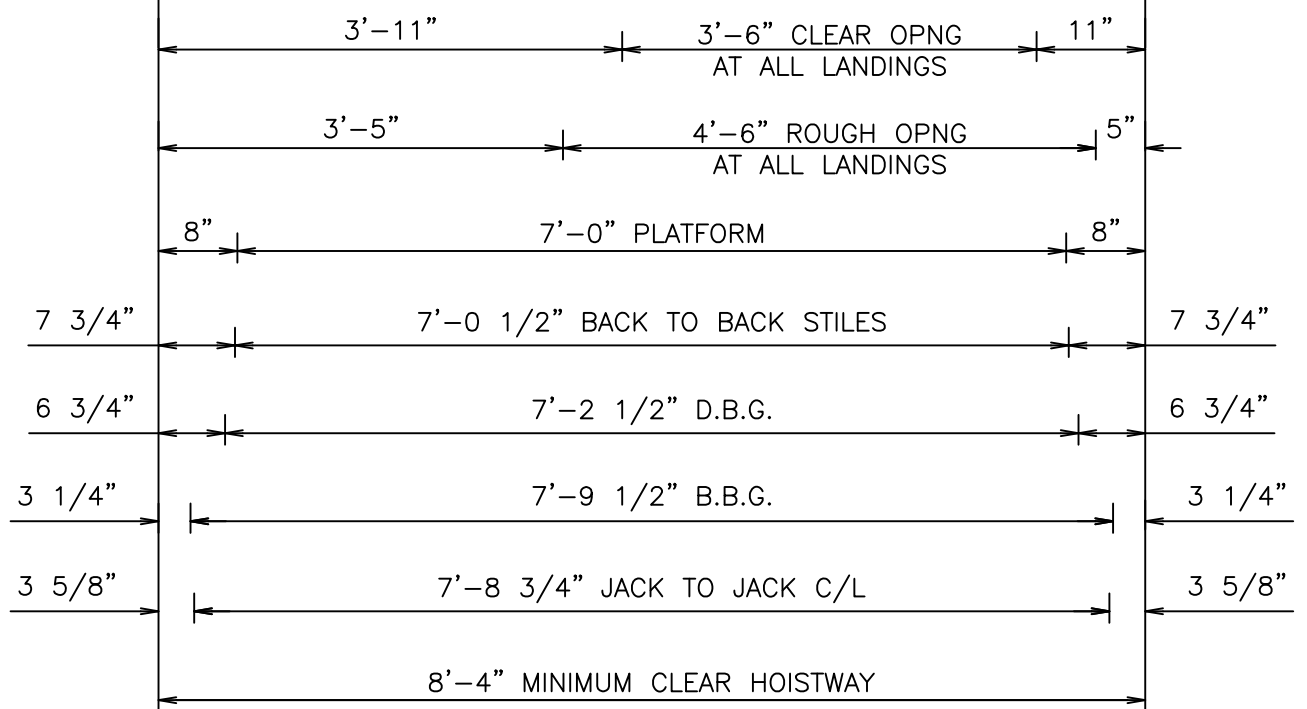 3’-11” 3’-6” CLEAR OPNG 11”
AT ALL LANDINGS
3’-5” 4’-6” ROUGH OPNG 5”
AT ALL LANDINGS
8” 7’-0” PLATFORM 8”
7 3/4” 7’-0 1/2” BACK TO BACK STILES 7 3/4”
6 3/4” 7’-2 1/2” D.B.G. 6 3/4”
3 1/4” 7’-9 1/2” B.B.G. 3 1/4”
3 5/8” 7’-8 3/4” JACK TO JACK C/L 3 5/8”
8’-4” MINIMUM CLEAR HOISTWAY